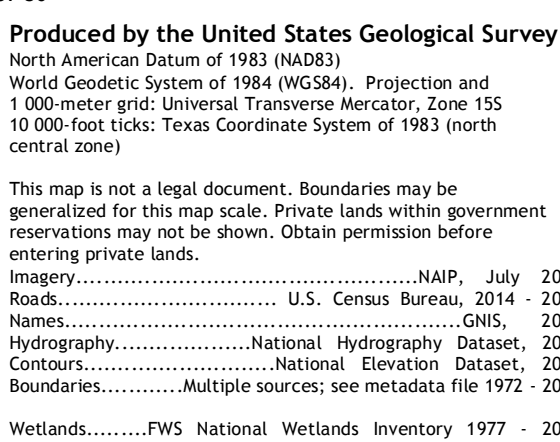 Produced by the United States Geological Survey
North American Datum of 1983 (NAD83)
World Geodetic System of 1984 (WGS84). Projection and
1 000-meter grid: Universal Transverse Mercator, Zone 15S
10 000-foot ticks: Texas Coordinate System of 1983 (north
central zone)
This map is not a legal document. Boundaries may be
generalized for this map scale. Private lands within government
reservations may not be shown. Obtain permission before
entering private lands.
Imagery..............................................NAIP, July 20
Roads............................ U.S. Census Bureau, 2014 - 20
Names....................................................GNIS, 20
Hydrography....................National Hydrography Dataset, 20
Contours............................National Elevation Dataset, 20
Boundaries............Multiple sources; see metadata file 1972 - 20
Wetlands.........FWS National Wetlands Inventory 1977 - 20